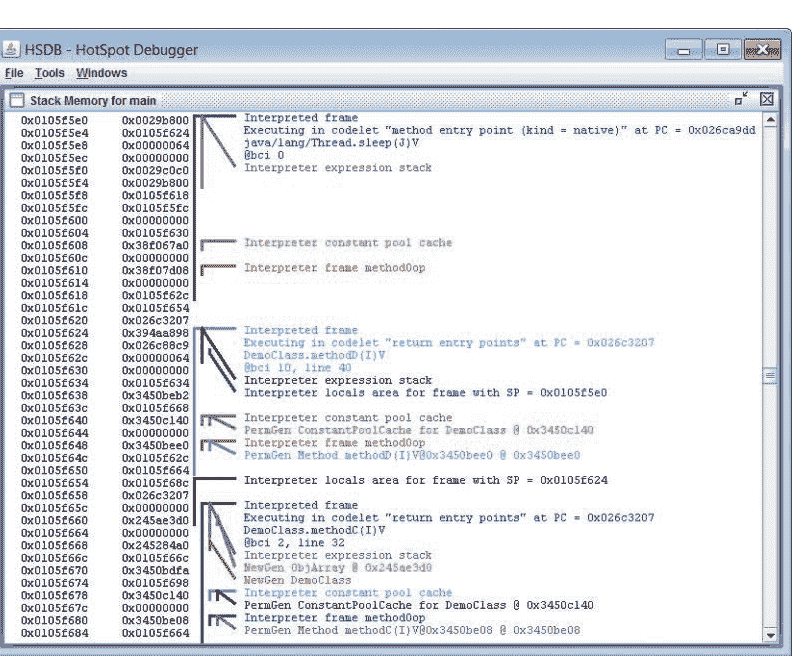 HSDB - HotSpot Debugger
File Tools Windows
Stack Memory for main
0x0105f5e0 0x0029b800 Interpreted frame
0x0105f5e4 0x0105f624 Executing in codelet "method entry point (kind = native)" at PC = 0x026ca9dd
0x0105f5e8 0x00000064 java/lang/Thread.sleep(J)V
0x0105f5ec 0x00000000 @bci 0
0x0105f5f0 0x0029c0c0 Interpreter expression stack
0x0105f5f4 0x0029b800
0x0105f5f8 0x0105f618
0x0105f5fc 0x0105f5fc
0x0105f600 0x00000000
0x0105f604 0x0105f630
0x0105f608 0x38f067a0 Interpreter constant pool cache
0x0105f60c 0x00000000
0x0105f610 0x38f07d08 Interpreter frame methodOop
0x0105f614 0x00000000
0x0105f618 0x0105f62c
0x0105f61c 0x0105f654
0x0105f620 0x026c3207
0x0105f624 0x394aa898 Interpreted frame
0x0105f628 0x026c88c9 Executing in codelet "return entry points" at PC = 0x026c3207
0x0105f62c 0x00000064 DemoClass.methodD(I)V
0x0105f630 0x00000000 @bci 10, line 40
0x0105f634 0x0105f634 Interpreter expression stack
0x0105f638 0x3450beb2 Interpreter locals area for frame with SP = 0x0105f5e0
0x0105f63c 0x0105f668
0x0105f640 0x3450c140 Interpreter constant pool cache
0x0105f644 0x00000000 PermGen ConstantPoolCache for DemoClass @ 0x3450c140
0x0105f648 0x3450bee0 Interpreter frame methodOop
0x0105f64c 0x0105f62c PermGen Method methodD(I)V@0x3450bee0 @ 0x3450bee0
0x0105f650 0x0105f664
0x0105f654 0x0105f68c Interpreter locals area for frame with SP = 0x0105f624
0x0105f658 0x026c3207
0x0105f65c 0x00000000 Interpreted frame
0x0105f660 0x245ae3d0 Executing in codelet "return entry points" at PC = 0x026c3207
0x0105f664 0x00000000 DemoClass.methodC(I)V
0x0105f668 0x245284a0 @bci 2, line 32
0x0105f66c 0x0105f66c Interpreter expression stack
0x0105f670 0x3450bdfa NewGen ObjArray @ 0x245ae3d0
0x0105f674 0x0105f698 NewGen DemoClass
0x0105f678 0x3450c140 Interpreter constant pool cache
0x0105f67c 0x00000000 PermGen ConstantPoolCache for DemoClass @ 0x3450c140
0x0105f680 0x3450be08 Interpreter frame methodOop
0x0105f684 0x0105f664 PermGen Method methodC(I)V@0x3450be08 @ 0x3450be08